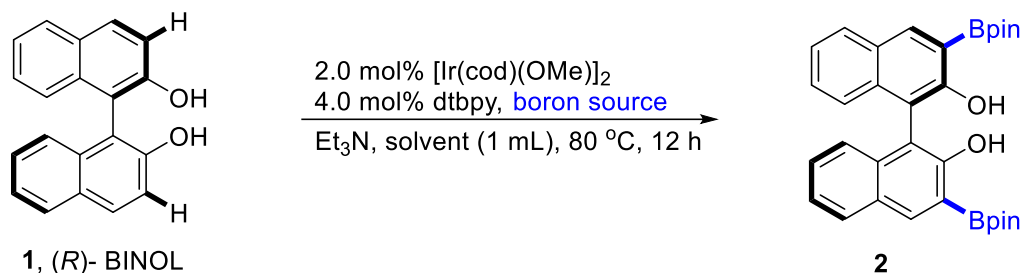 H
OH
OH
H
1, (R)- BINOL
2.0 mol% [Ir(cod)(OMe)]2
4.0 mol% dtbpy, boron source
Et3N, solvent (1 mL), 80 oC, 12 h
Bpin
OH
OH
Bpin
2